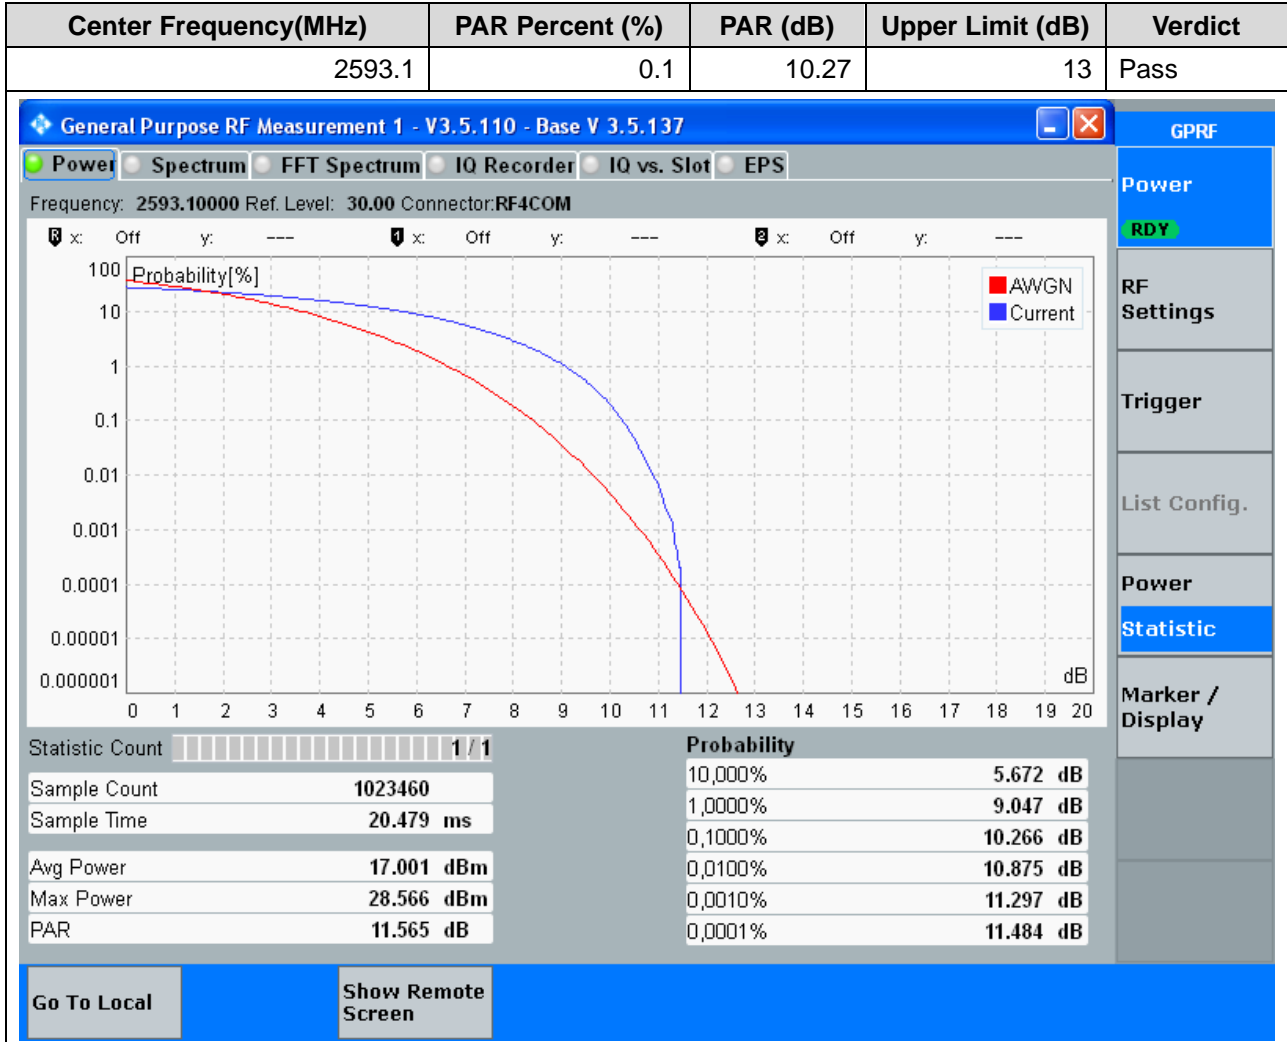 Center Frequency(MHz) PAR Percent (%) PAR (dB) Upper Limit (dB) Verdict
2593.1 0.1 10.27 13 Pass
General Purpose RF Measurement 1 - V3.5.110 - Base V 3.5.137
GPRF
Power Spectrum FFT Spectrum IQ Recorder IQ vs. Slot EPS
Frequency: 2593.10000 Ref. Level: 30.00 Connector:RF4COM
R x: Off y: --- 1 x: Off y: --- 2 x: Off y: ---
Probability[%]
AWGN
Current
100
10
1
0.1
0.01
0.001
0.0001
0.00001
0.000001
dB
0 1 2 3 4 5 6 7 8 9 10 11 12 13 14 15 16 17 18 19 20
Statistic Count 1 / 1
Sample Count 1023460
Sample Time 20.479 ms
Avg Power 17.001 dBm
Max Power 28.566 dBm
PAR 11.565 dB
Probability
10,000% 5.672 dB
1,0000% 9.047 dB
0,1000% 10.266 dB
0,0100% 10.875 dB
0,0010% 11.297 dB
0,0001% 11.484 dB
Power
RDY
RF
Settings
Trigger
List Config.
Power
Statistic
Marker /
Display
Go To Local
Show Remote
Screen